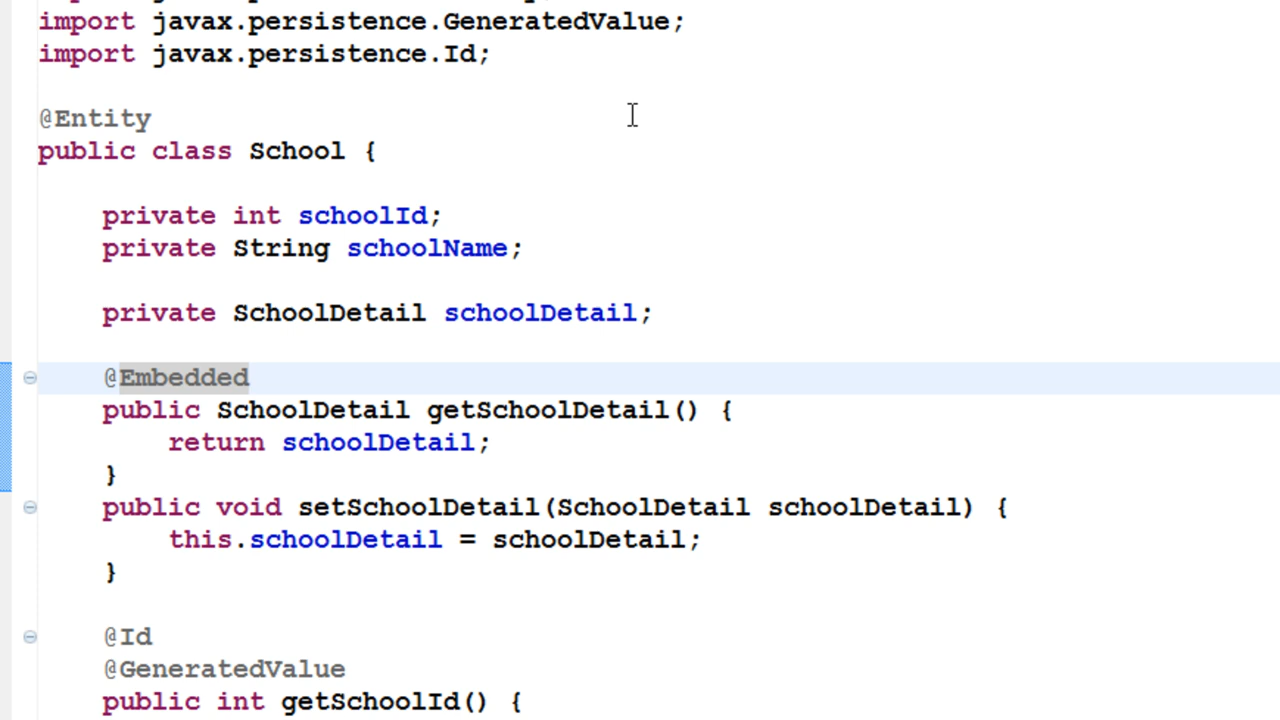 import javax.persistence.GeneratedValue;
import javax.persistence.Id;
@Entity
public class School {
private int schoolId;
private String schoolName;
private SchoolDetail schoolDetail;
@Embedded
public SchoolDetail getSchoolDetail() {
return schoolDetail;
}
public void setSchoolDetail(SchoolDetail schoolDetail) {
this.schoolDetail = schoolDetail;
}
@Id
@GeneratedValue
public int getSchoolId() {